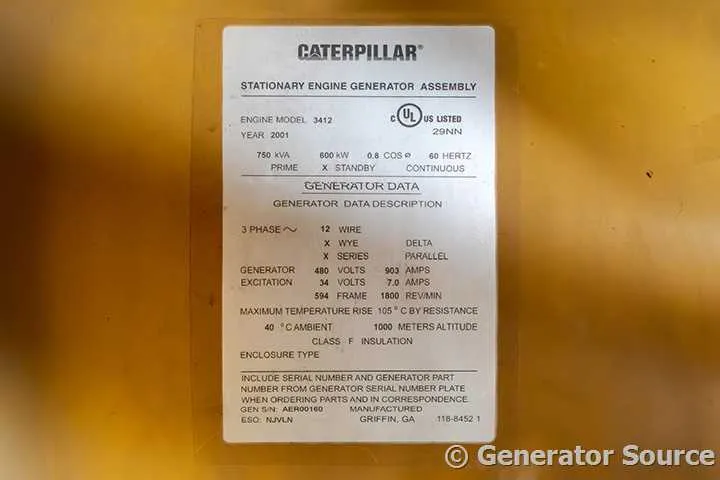 CATERPILLAR®
STATIONARY ENGINE GENERATOR ASSEMBLY
ENGINE MODEL 3412 C UL US LISTED
YEAR 2001 29NN
750 kVA 600 kW 0.8 COS ø 60 HERTZ
PRIME X STANDBY CONTINUOUS
GENERATOR DATA
GENERATOR DATA DESCRIPTION
3 PHASE ~ 12 WIRE
X WYE DELTA
X SERIES PARALLEL
GENERATOR 480 VOLTS 903 AMPS
EXCITATION 34 VOLTS 7.0 AMPS
594 FRAME 1800 REV/MIN
MAXIMUM TEMPERATURE RISE 105 °C BY RESISTANCE
40 °C AMBIENT 1000 METERS ALTITUDE
CLASS F INSULATION
ENCLOSURE TYPE
INCLUDE SERIAL NUMBER AND GENERATOR PART
NUMBER FROM GENERATOR SERIAL NUMBER PLATE
WHEN ORDERING PARTS AND IN CORRESPONDENCE.
GEN S/N: AER00160 MANUFACTURED
ESO: NJVLN GRIFFIN, GA 118-8452 1
© Generator Source